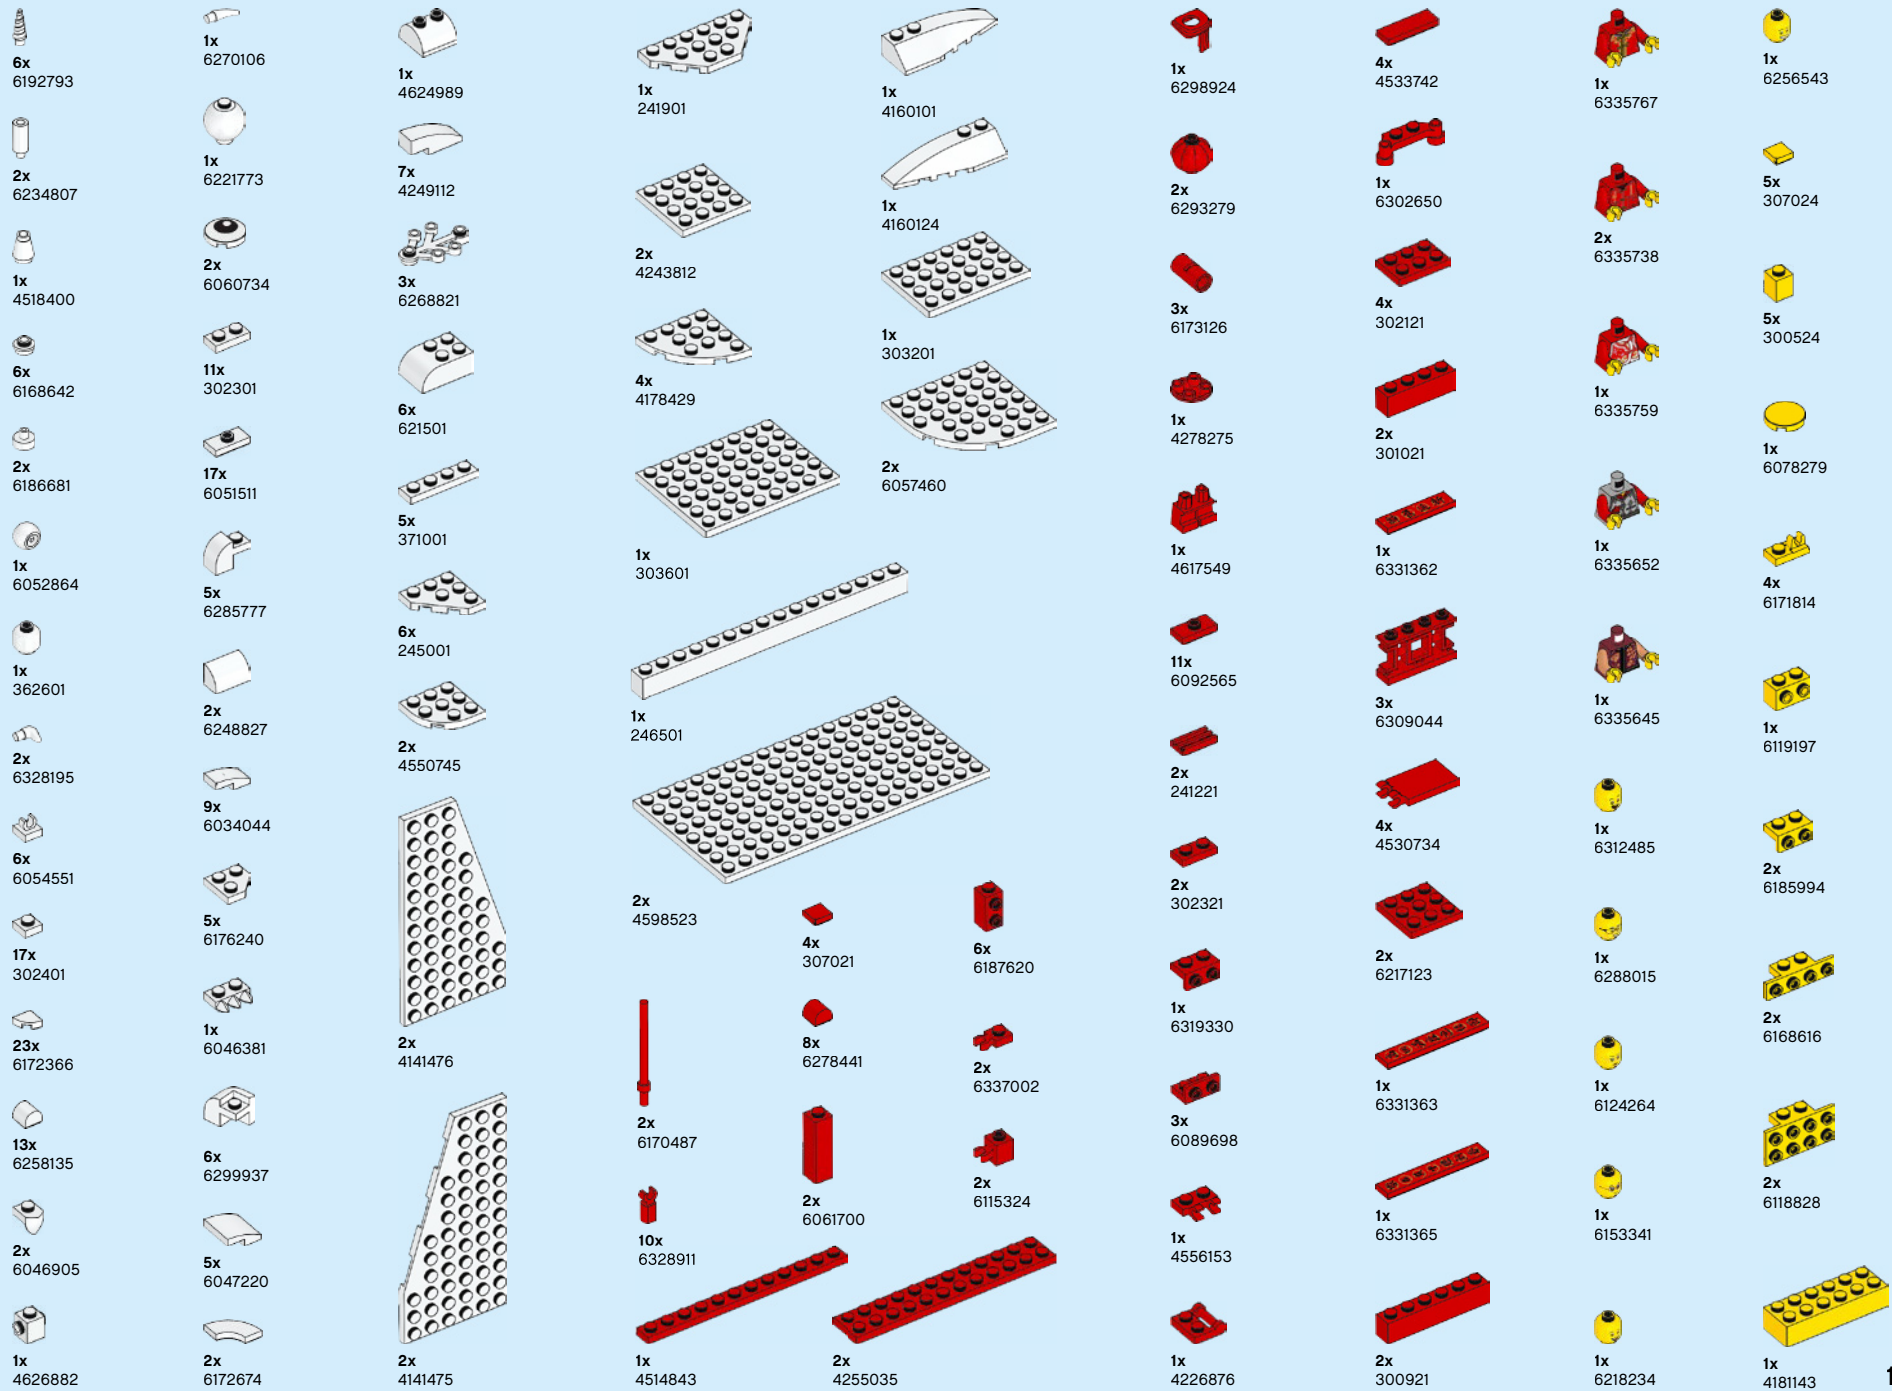 6x
6192793
2x
6234807
1x
4518400
6x
6168642
2x
6186681
1x
6052864
1x
362601
2x
6328195
6x
6054551
17x
302401
23x
6172366
13x
6258135
2x
6046905
1x
4626882
1x
6270106
1x
6221773
2x
6060734
11x
302301
17x
6051511
5x
6285777
2x
6248827
9x
6034044
5x
6176240
1x
6046381
6x
6299937
5x
6047220
2x
6172674
1x
4624989
7x
4249112
3x
6268821
6x
621501
5x
371001
6x
245001
2x
4550745
2x
4141476
2x
4141475
1x
241901
2x
4243812
4x
4178429
1x
303601
1x
246501
2x
4598523
2x
6170487
10x
6328911
1x
4514843
4x
307021
8x
6278441
2x
6061700
2x
4255035
1x
4160101
1x
4160124
1x
303201
2x
6057460
6x
6187620
2x
6337002
2x
6115324
1x
6298924
2x
6293279
3x
6173126
1x
4278275
1x
4617549
11x
6092565
2x
241221
2x
302321
1x
6319330
3x
6089698
1x
4556153
1x
4226876
4x
4533742
1x
6302650
4x
302121
2x
301021
1x
6331362
3x
6309044
4x
4530734
2x
6217123
1x
6331363
1x
6331365
2x
300921
1x
6335767
2x
6335738
1x
6335759
1x
6335652
1x
6335645
1x
6312485
1x
6288015
1x
6124264
1x
6153341
1x
6218234
1x
6256543
5x
307024
5x
300524
1x
6078279
4x
6171814
1x
6119197
2x
6185994
2x
6168616
2x
6118828
1x
4181143